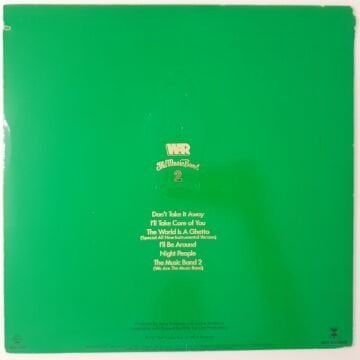 WAR
The Music Band
2
Don't Take It Away
I'll Take Care of You
The World Is A Ghetto
(Special All New Instrumental Version)
I'll Be Around
Night People
The Music Band 2
(We Are The Music Band)